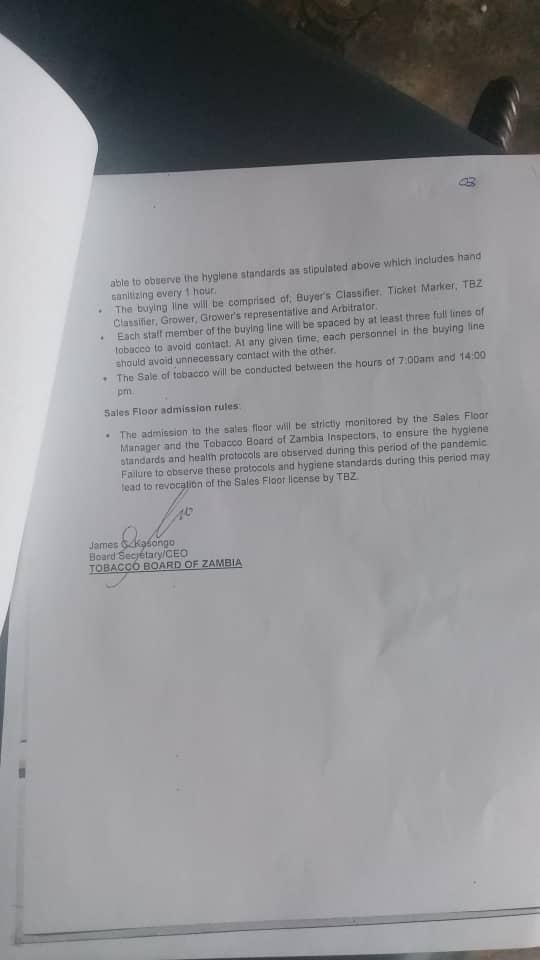 03
able to observe the hygiene standards as stipulated above which includes hand
sanitizing every 1 hour.
• The buying line will be comprised of; Buyer's Classifier, Ticket Marker, TBZ
Classifier, Grower, Grower's representative and Arbitrator.
• Each staff member of the buying line will be spaced by at least three full lines of
tobacco to avoid contact. At any given time, each personnel in the buying line
should avoid unnecessary contact with the other.
• The Sale of tobacco will be conducted between the hours of 7:00am and 14:00
pm.
Sales Floor admission rules:
• The admission to the sales floor will be strictly monitored by the Sales Floor
Manager and the Tobacco Board of Zambia Inspectors, to ensure the hygiene
standards and health protocols are observed during this period of the pandemic.
Failure to observe these protocols and hygiene standards during this period may
lead to revocation of the Sales Floor license by TBZ.
James Kasongo
Board Secretary/CEO
TOBACCO BOARD OF ZAMBIA